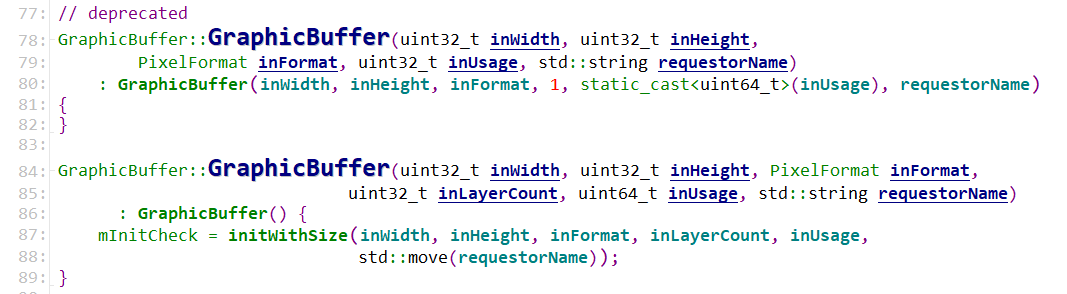 77: // deprecated
78: GraphicBuffer::GraphicBuffer(uint32_t inWidth, uint32_t inHeight,
79: PixelFormat inFormat, uint32_t inUsage, std::string requestorName)
80: : GraphicBuffer(inWidth, inHeight, inFormat, 1, static_cast<uint64_t>(inUsage), requestorName)
81: {
82: }
83:
84: GraphicBuffer::GraphicBuffer(uint32_t inWidth, uint32_t inHeight, PixelFormat inFormat,
85: uint32_t inLayerCount, uint64_t inUsage, std::string requestorName)
86: : GraphicBuffer() {
87: mInitCheck = initWithSize(inWidth, inHeight, inFormat, inLayerCount, inUsage,
88: std::move(requestorName));
89: }